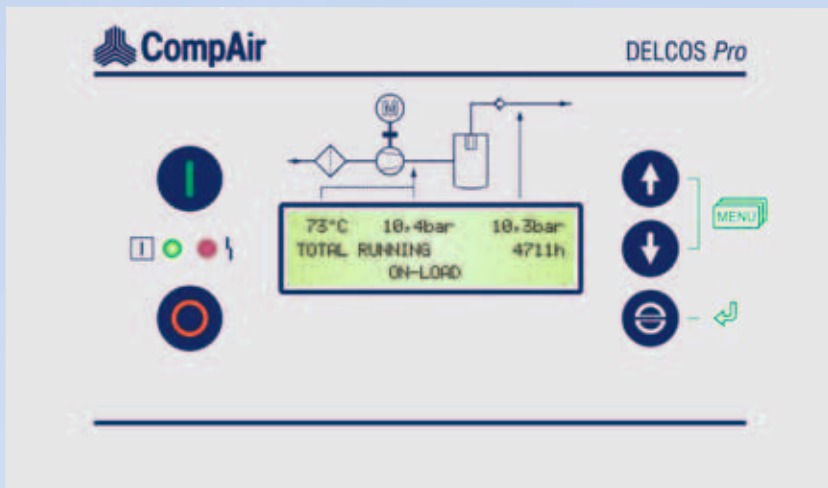 CompAir
DELCOS Pro
M
73°C 10.4bar 10.3bar
TOTAL RUNNING 4711h
ON-LOAD
MENU